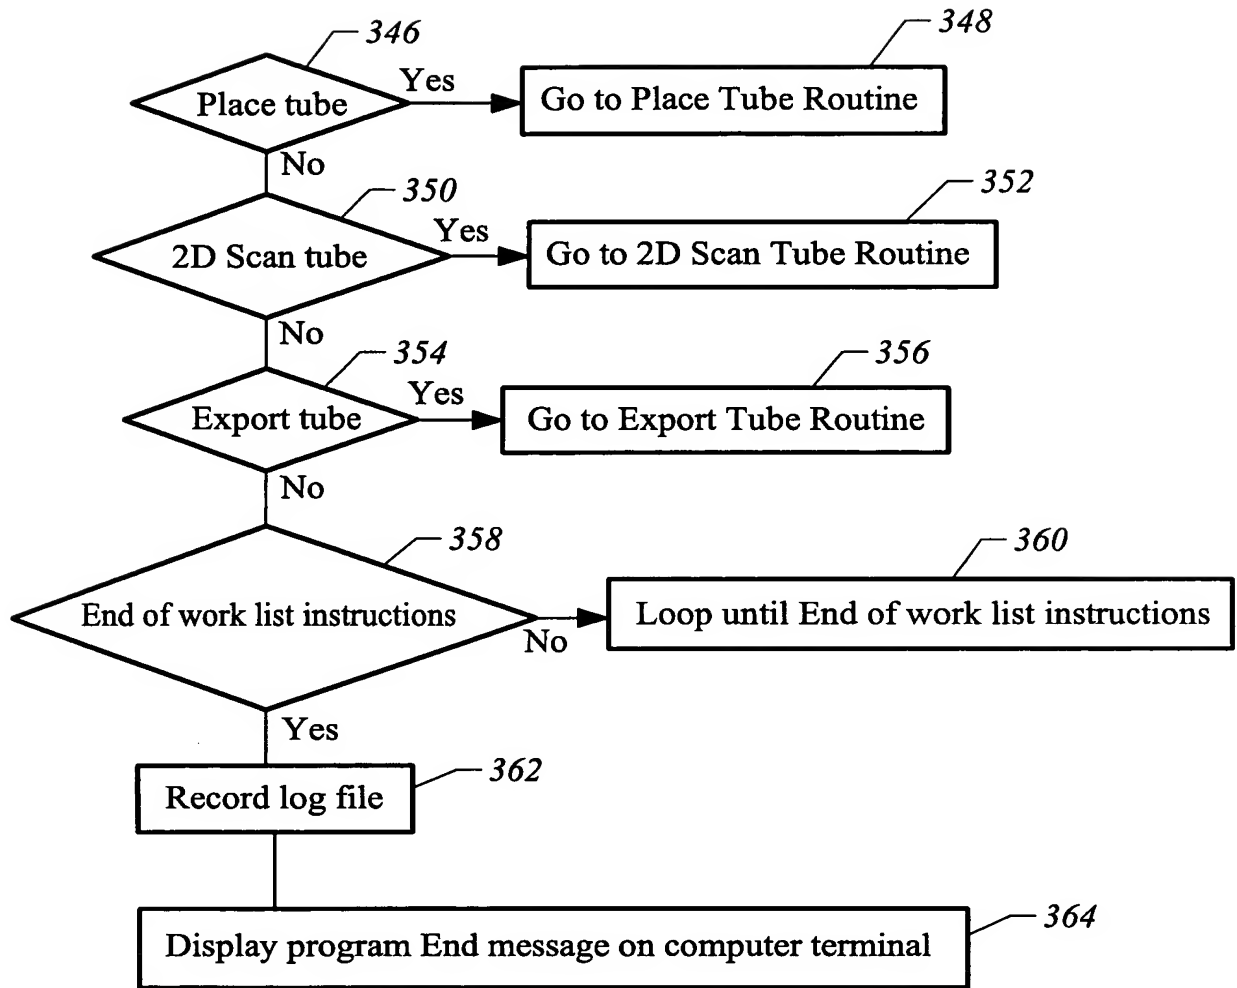 346
348
Place tube
Yes
Go to Place Tube Routine
No
350
352
2D Scan tube
Yes
Go to 2D Scan Tube Routine
No
354
356
Export tube
Yes
Go to Export Tube Routine
No
358
360
End of work list instructions
No
Loop until End of work list instructions
Yes
362
Record log file
364
Display program End message on computer terminal